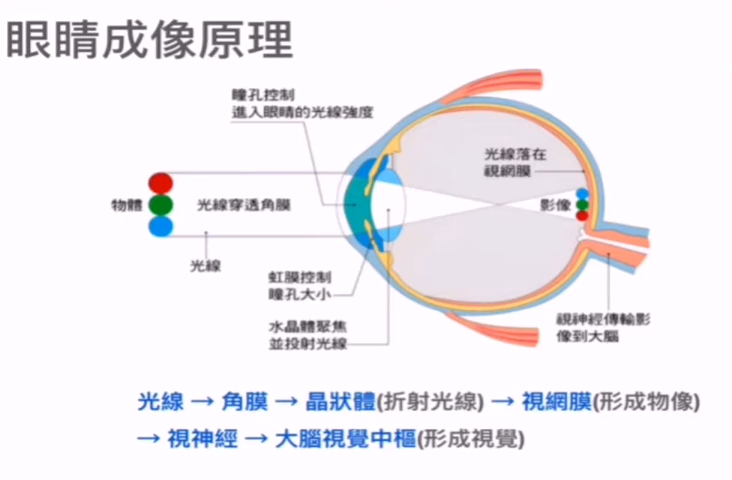 眼睛成像原理
瞳孔控制
進入眼睛的光線強度
光線落在
視網膜
物體
光線穿透角膜
影像
光線
虹膜控制
瞳孔大小
水晶體聚焦
並投射光線
視神經傳輸影
像到大腦
光線 → 角膜 → 晶狀體(折射光線) → 視網膜(形成物像)
→ 視神經 → 大腦視覺中樞(形成視覺)